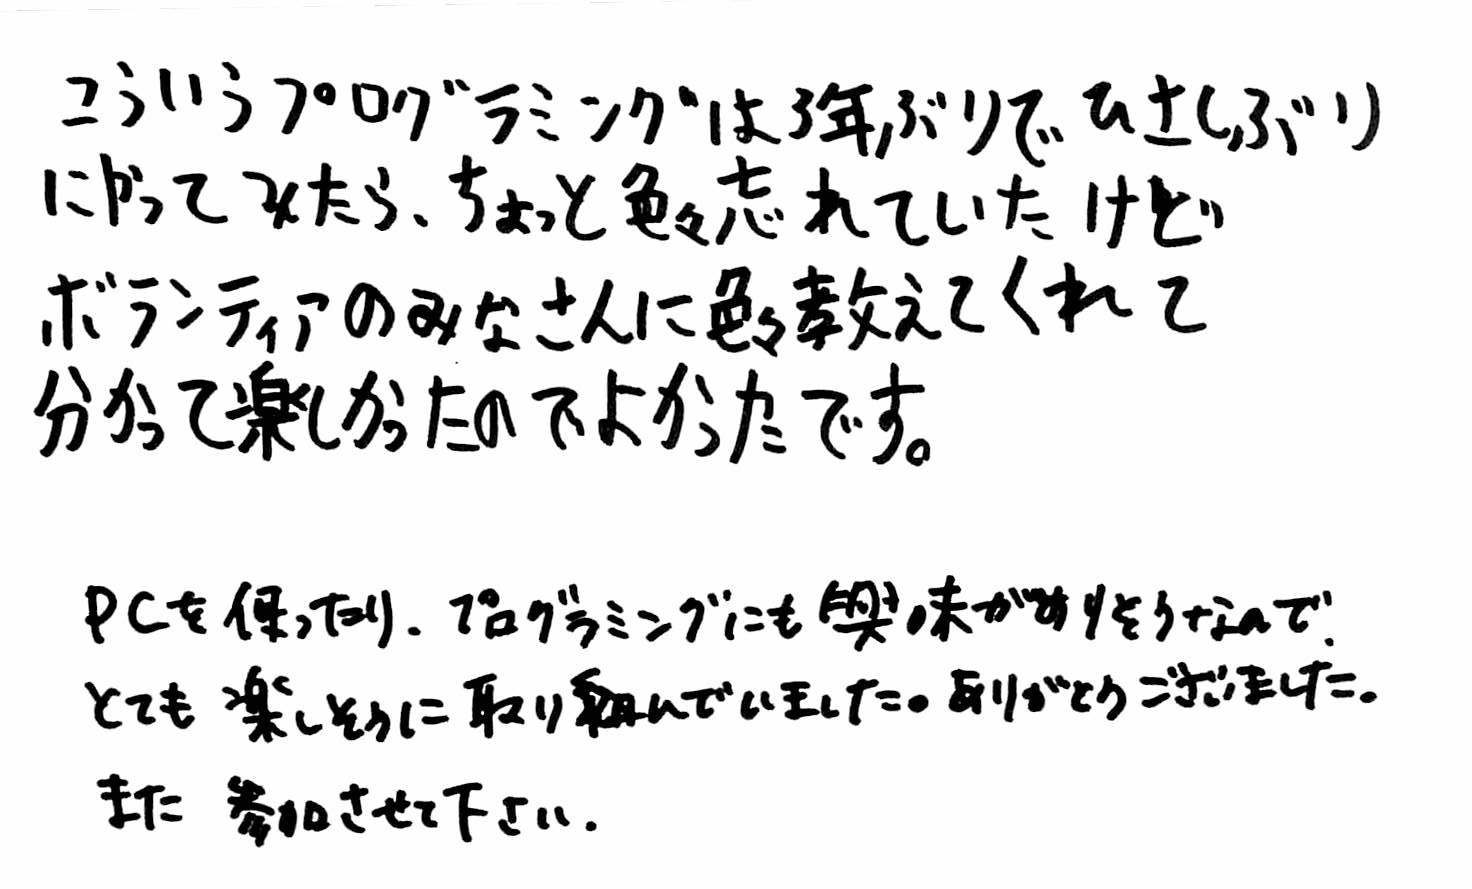 こういうプログラミングは3年ぶりでひさしぶり
にやってみたら、ちょっと色々忘れていたけど
ボランティアのみなさんに色々教えてくれて
分かって楽しかったのでよかったです。
PCを使ったり、プログラミングにも興味がありそうなので、
とても楽しそうに取り組んでいました。ありがとうございました。
また参加させて下さい。